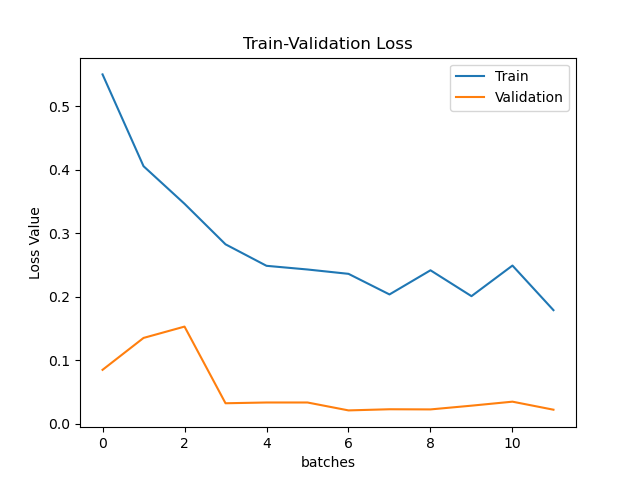 Train-Validation Loss
Train
Validation
Loss Value
0.5
0.4
0.3
0.2
0.1
0.0
0 2 4 6 8 10
batches